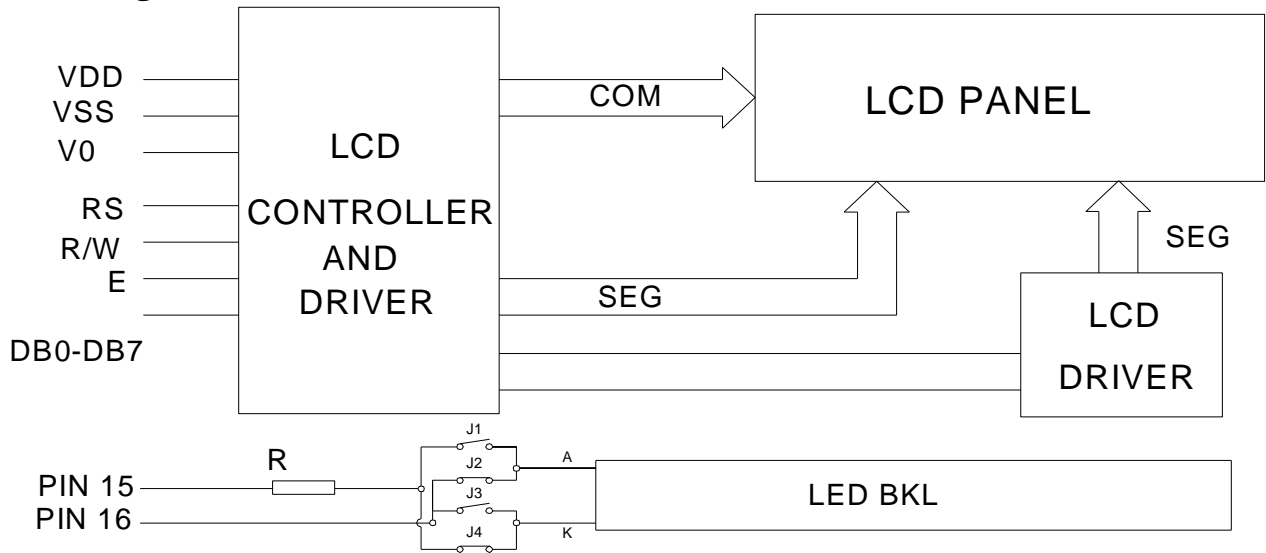 VDD
VSS
V0
RS
R/W
E
DB0-DB7
LCD
CONTROLLER
AND
DRIVER
COM
SEG
LCD PANEL
SEG
LCD
DRIVER
PIN 15
PIN 16
R
J1
J2
J3
J4
A
K
LED BKL